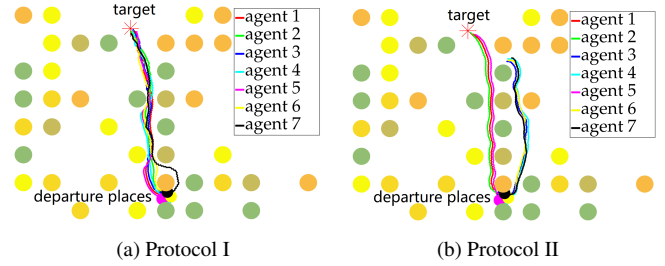 target
agent 1
agent 2
agent 3
agent 4
agent 5
agent 6
agent 7
departure places
(a) Protocol I
target
agent 1
agent 2
agent 3
agent 4
agent 5
agent 6
agent 7
departure places
(b) Protocol II